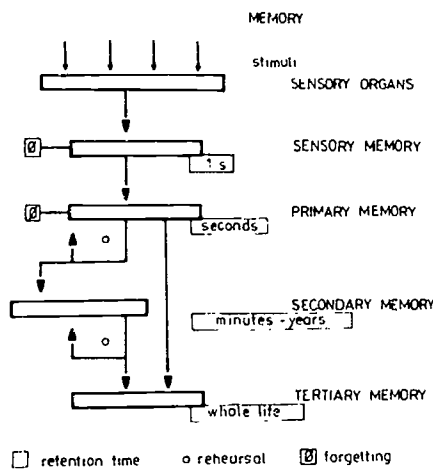 MEMORY
stimuli
SENSORY ORGANS
Ø SENSORY MEMORY
1 s
Ø PRIMARY MEMORY
seconds
SECONDARY MEMORY
minutes - years
TERTIARY MEMORY
whole life
retention time o rehearsal Ø forgetting